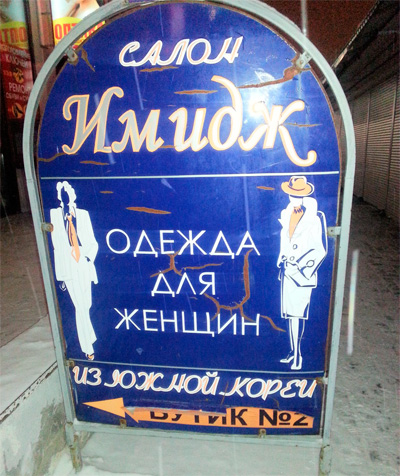 САЛОН
Имидж
ОДЕЖДА
ДЛЯ
ЖЕНЩИН
ИЗ ЮЖНОЙ КОРЕИ
БУТИК №2